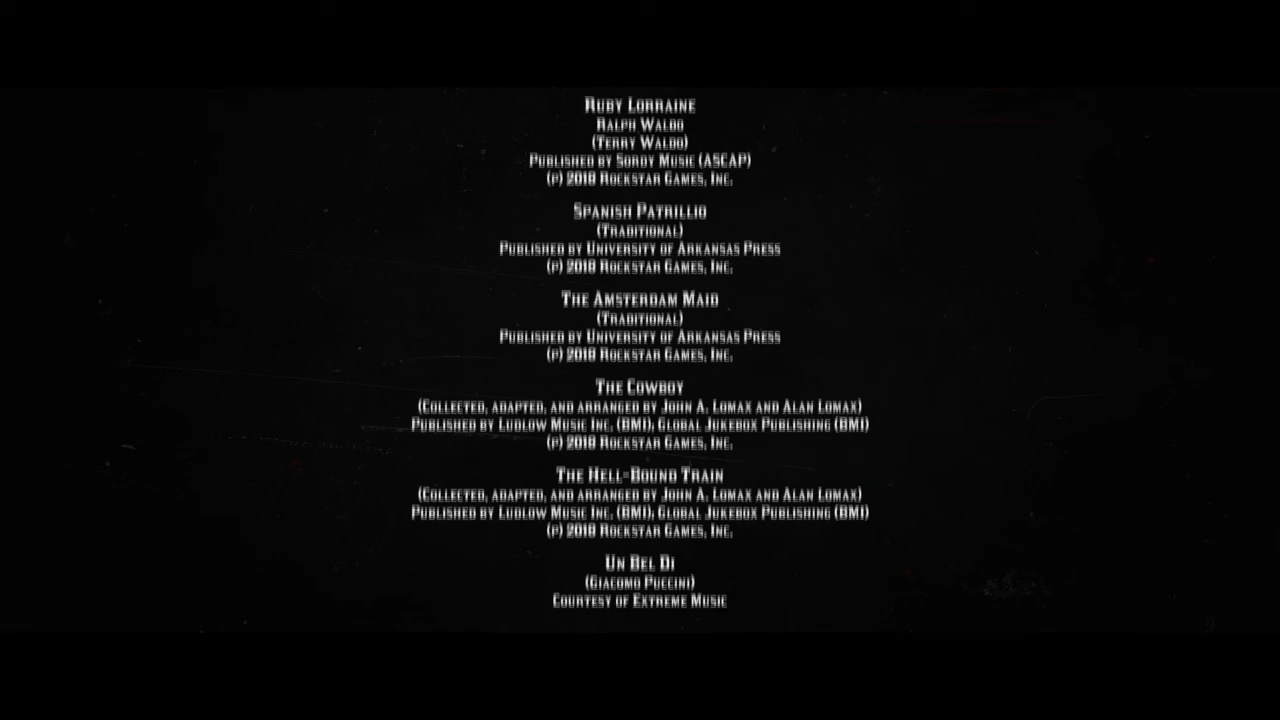 Ruby Lorraine
Ralph Waldo
(Terry Waldo)
Published by Sordy Music (ASCAP)
(P) 2018 Rockstar Games, Inc.
Spanish Patrillio
(Traditional)
Published by University of Arkansas Press
(P) 2018 Rockstar Games, Inc.
The Amsterdam Maid
(Traditional)
Published by University of Arkansas Press
(P) 2018 Rockstar Games, Inc.
The Cowboy
(Collected, adapted, and arranged by John A. Lomax and Alan Lomax)
Published by Ludlow Music Inc. (BMI); Global Jukebox Publishing (BMI)
(P) 2018 Rockstar Games, Inc.
The Hell-Bound Train
(Collected, adapted, and arranged by John A. Lomax and Alan Lomax)
Published by Ludlow Music Inc. (BMI); Global Jukebox Publishing (BMI)
(P) 2018 Rockstar Games, Inc.
Un Bel Di
(Giacomo Puccini)
Courtesy of Extreme Music